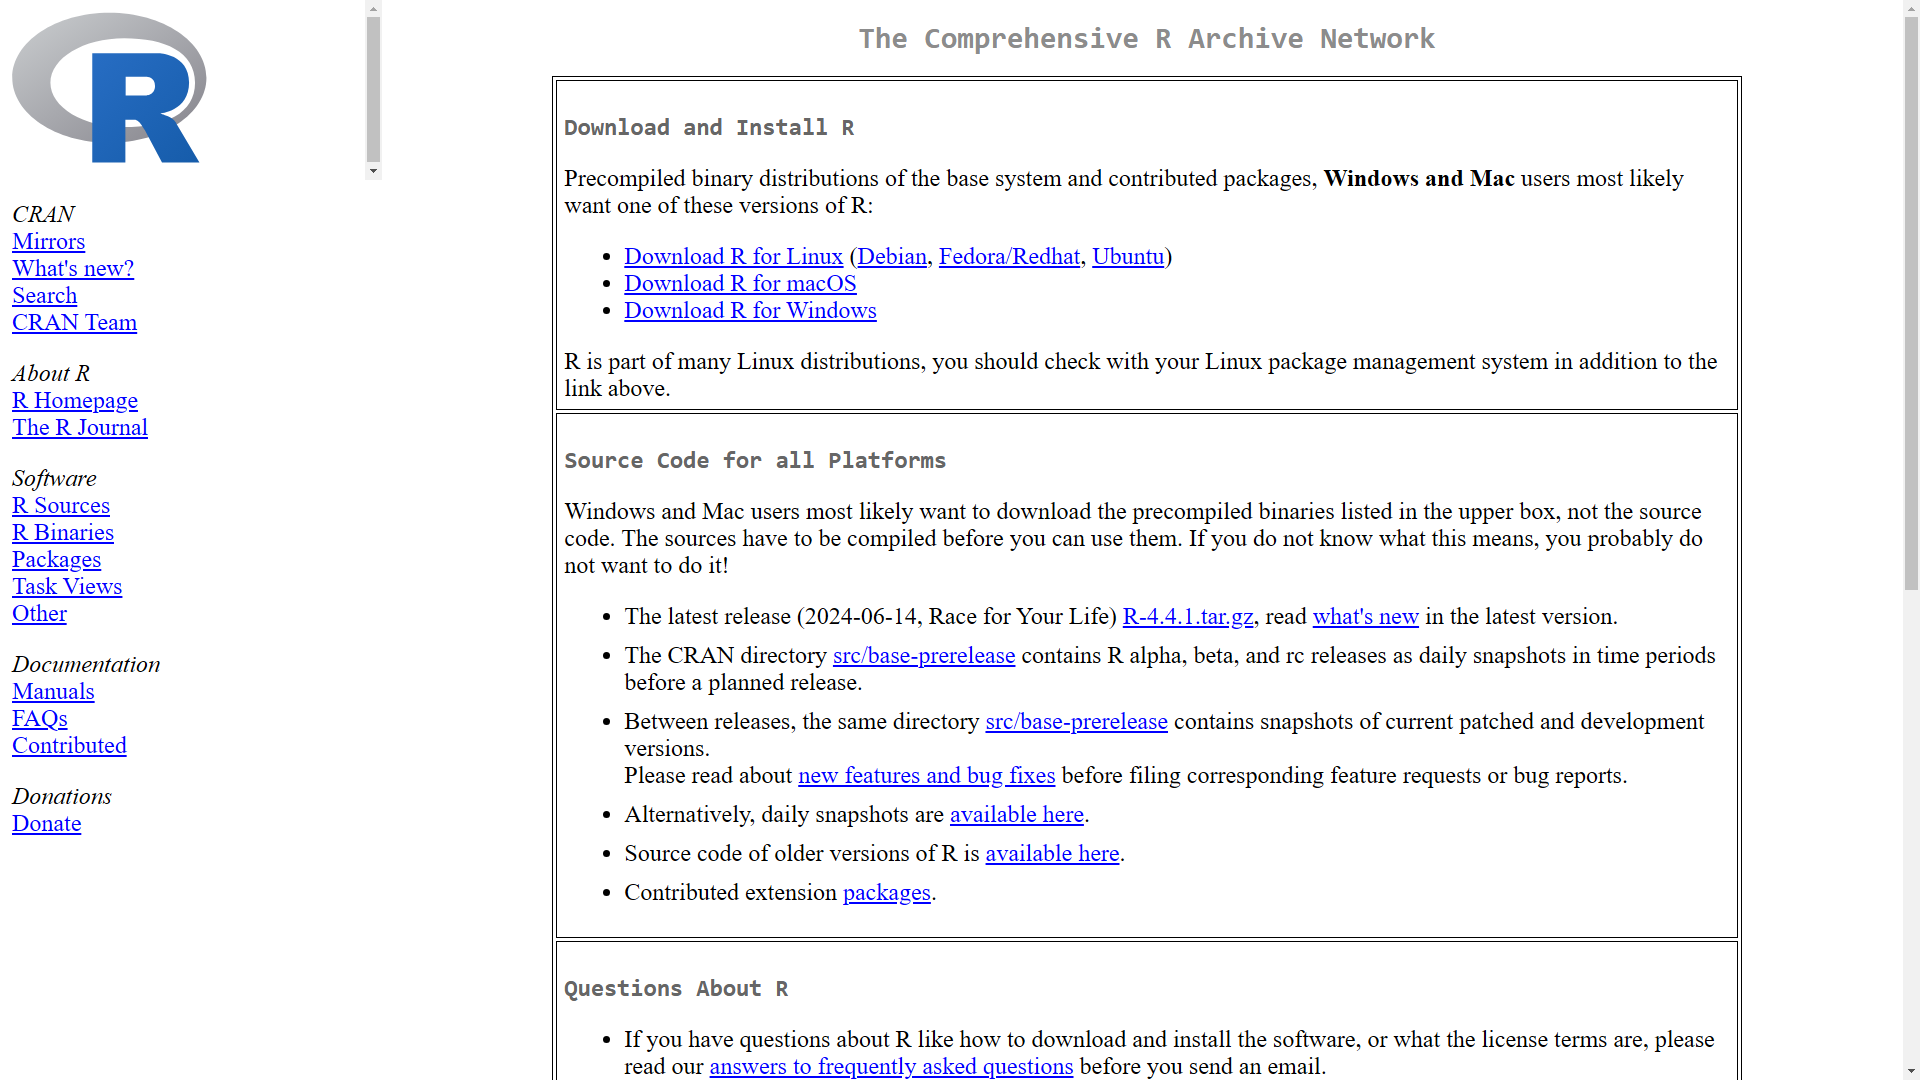 R
CRAN
Mirrors
What's new?
Search
CRAN Team
About R
R Homepage
The R Journal
Software
R Sources
R Binaries
Packages
Task Views
Other
Documentation
Manuals
FAQs
Contributed
Donations
Donate
The Comprehensive R Archive Network
Download and Install R
Precompiled binary distributions of the base system and contributed packages, Windows and Mac users most likely
want one of these versions of R:
• Download R for Linux (Debian, Fedora/Redhat, Ubuntu)
• Download R for macOS
• Download R for Windows
R is part of many Linux distributions, you should check with your Linux package management system in addition to the
link above.
Source Code for all Platforms
Windows and Mac users most likely want to download the precompiled binaries listed in the upper box, not the source
code. The sources have to be compiled before you can use them. If you do not know what this means, you probably do
not want to do it!
• The latest release (2024-06-14, Race for Your Life) R-4.4.1.tar.gz, read what's new in the latest version.
• The CRAN directory src/base-prerelease contains R alpha, beta, and rc releases as daily snapshots in time periods
before a planned release.
• Between releases, the same directory src/base-prerelease contains snapshots of current patched and development
versions.
Please read about new features and bug fixes before filing corresponding feature requests or bug reports.
• Alternatively, daily snapshots are available here.
• Source code of older versions of R is available here.
• Contributed extension packages.
Questions About R
• If you have questions about R like how to download and install the software, or what the license terms are, please
read our answers to frequently asked questions before you send an email.